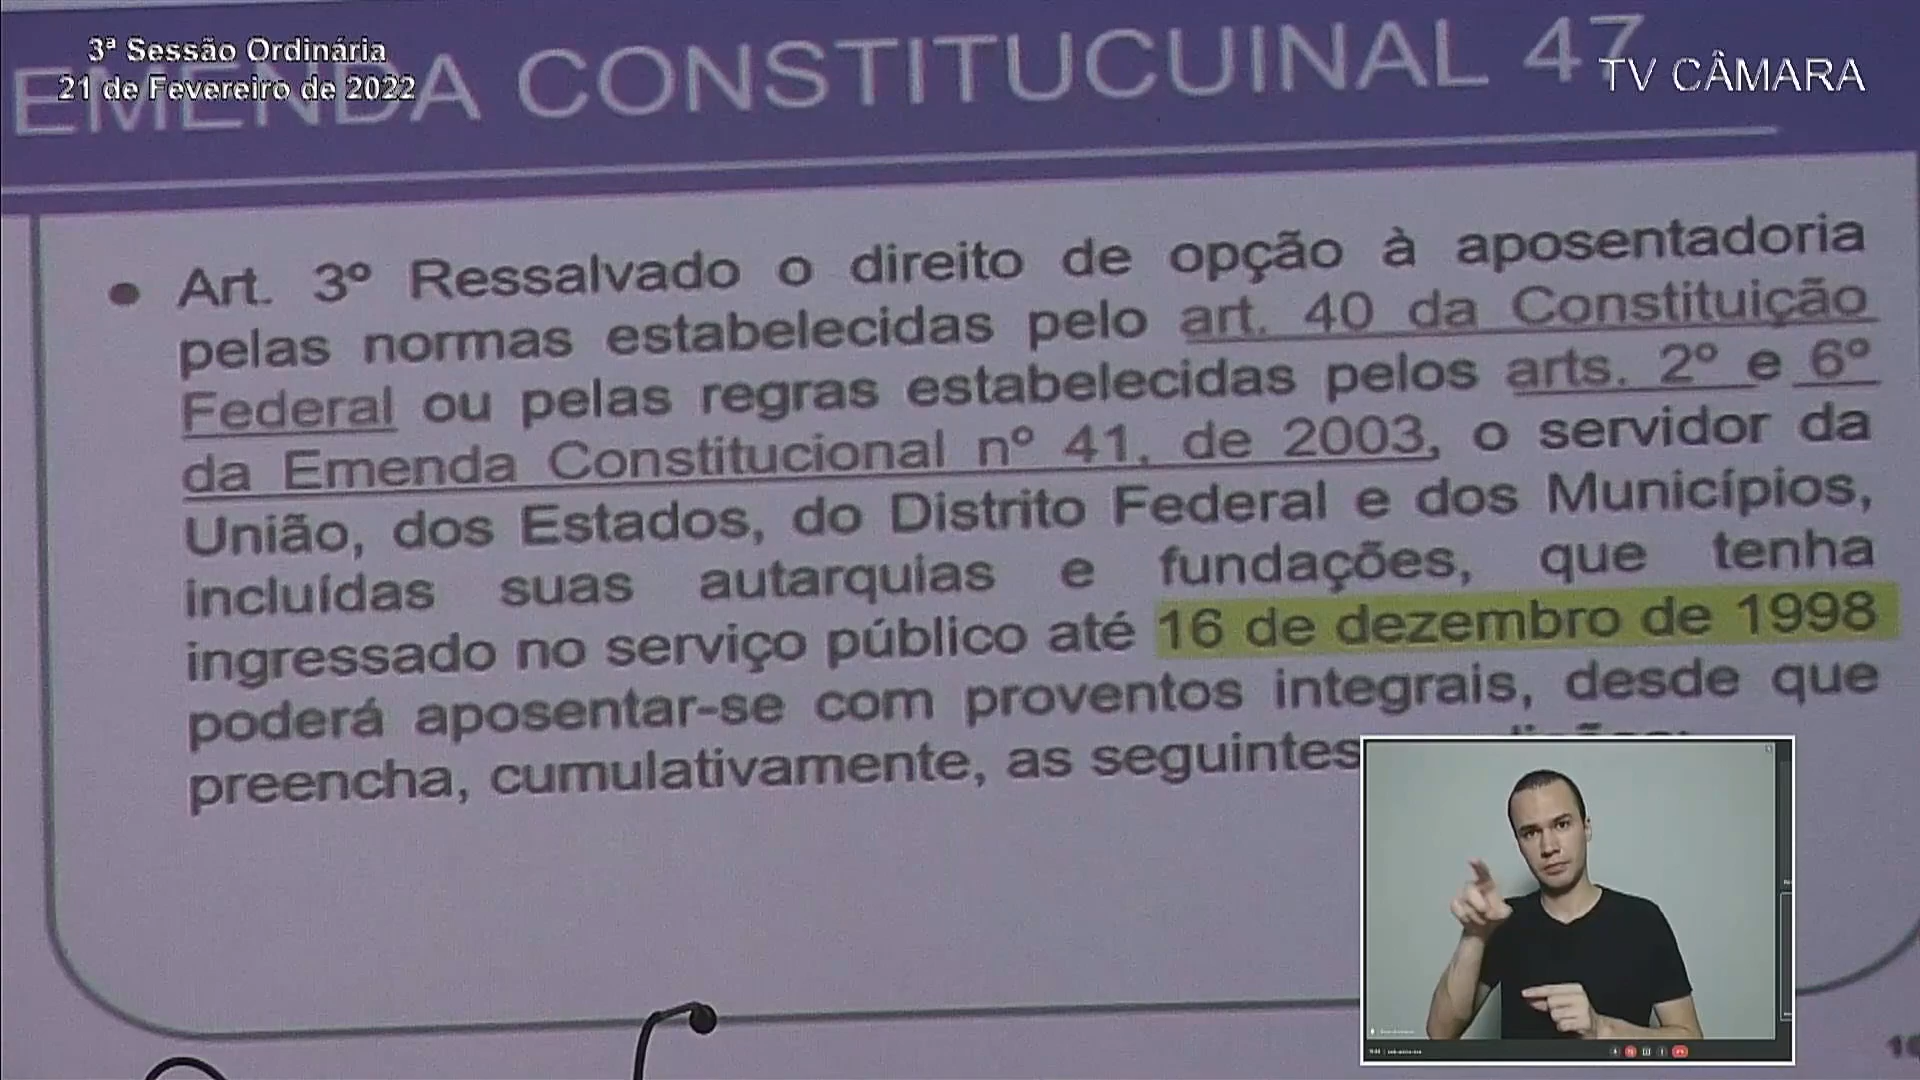 3ª Sessão Ordinária
21 de Fevereiro de 2022
TV CÂMARA
EMENDA CONSTITUCUINAL 47
• Art. 3º Ressalvado o direito de opção à aposentadoria
pelas normas estabelecidas pelo art. 40 da Constituição
Federal ou pelas regras estabelecidas pelos arts. 2º e 6º
da Emenda Constitucional nº 41, de 2003, o servidor da
União, dos Estados, do Distrito Federal e dos Municípios,
incluídas suas autarquias e fundações, que tenha
ingressado no serviço público até 16 de dezembro de 1998
poderá aposentar-se com proventos integrais, desde que
preencha, cumulativamente, as seguintes